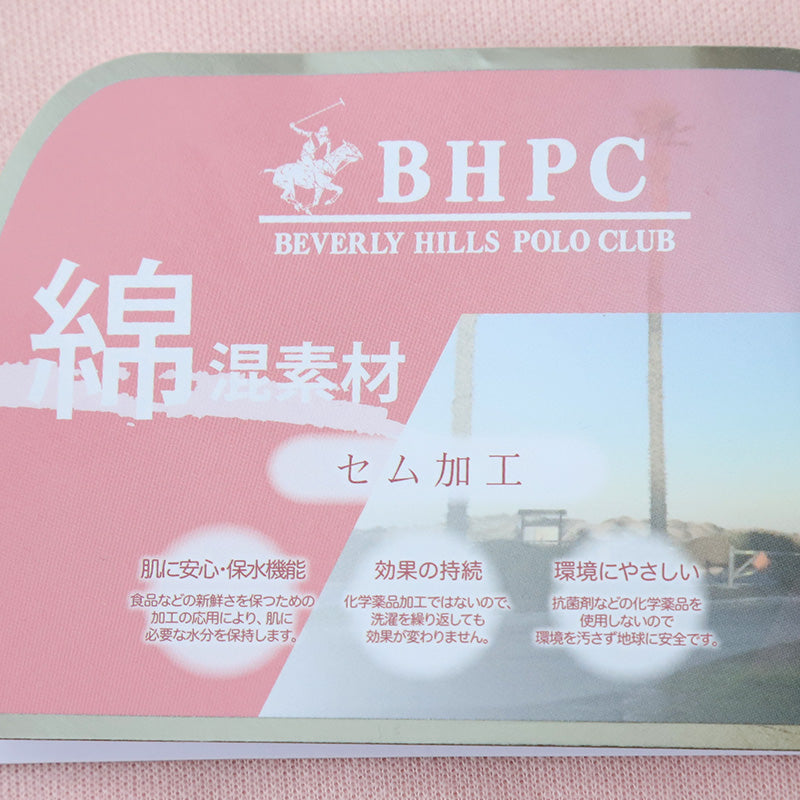 BHPC
BEVERLY HILLS POLO CLUB
綿混素材
セム加工
肌に安心・保水機能
食品などの新鮮さを保つための
加工の応用により、肌に
必要な水分を保持します。
効果の持続
化学薬品加工ではないので、
洗濯を繰り返しても
効果が変わりません。
環境にやさしい
抗菌剤などの化学薬品を
使用しないので
環境を汚さず地球に安全です。